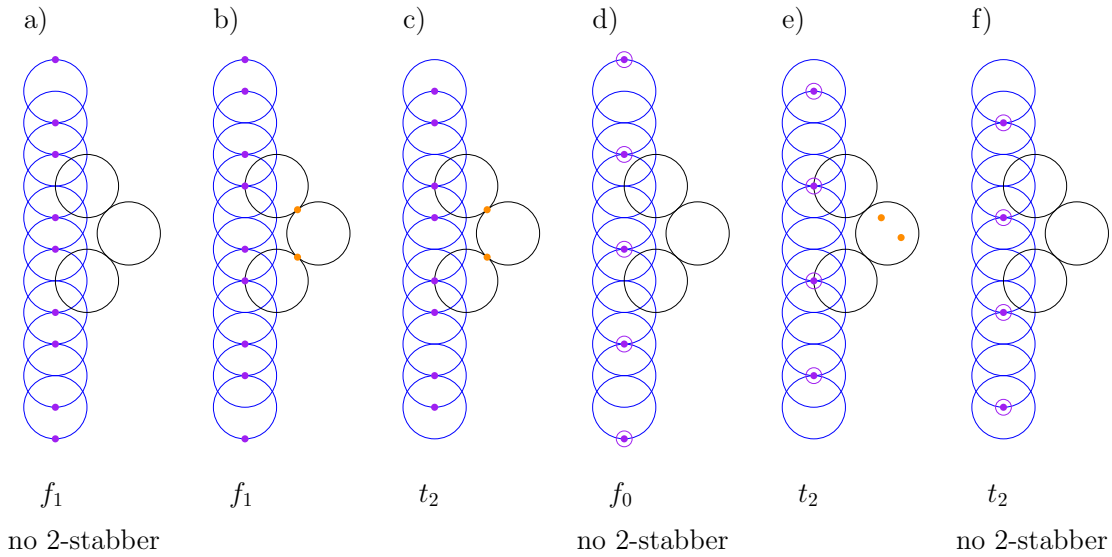 a) b) c) d) e) f)
f₁ f₁ t₂ f₀ t₂ t₂
no 2-stabber no 2-stabber no 2-stabber